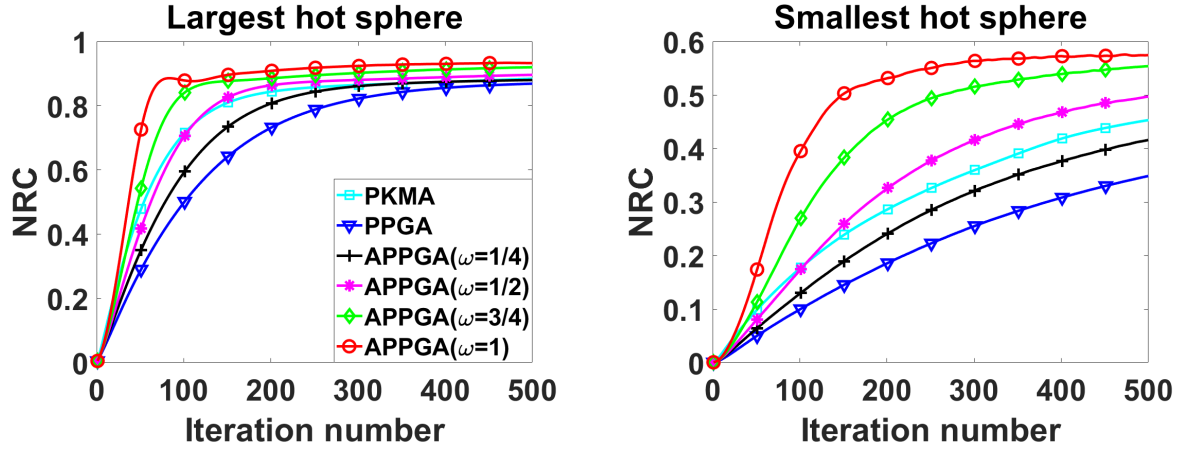 Largest hot sphere
1
0.8
0.6
0.4
0.2
0
NRC
0 100 200 300 400 500
Iteration number
PKMA
PPGA
APPGA(ω=1/4)
APPGA(ω=1/2)
APPGA(ω=3/4)
APPGA(ω=1)
Smallest hot sphere
0.6
0.5
0.4
0.3
0.2
0.1
0
NRC
0 100 200 300 400 500
Iteration number